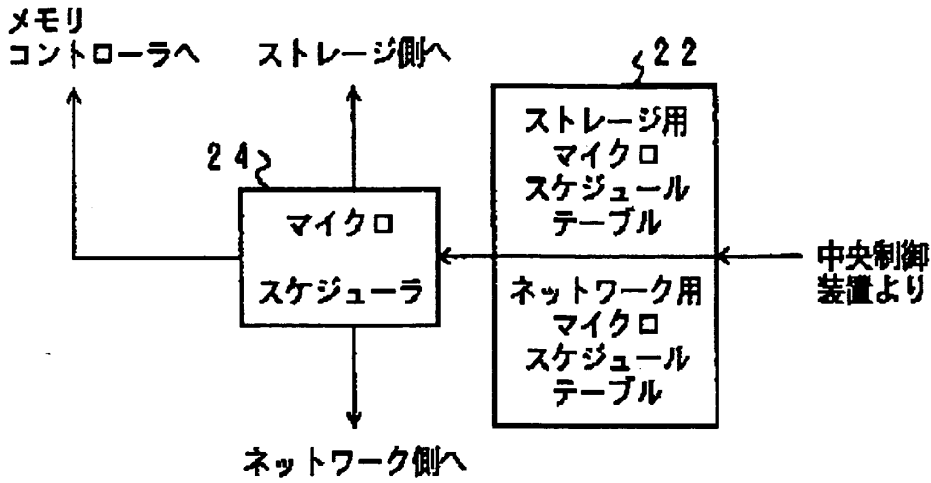 メモリ
コントローラへ
ストレージ側へ
22
ストレージ用
マイクロ
スケジュール
テーブル
24
マイクロ
スケジューラ
中央制御
装置より
ネットワーク用
マイクロ
スケジュール
テーブル
ネットワーク側へ